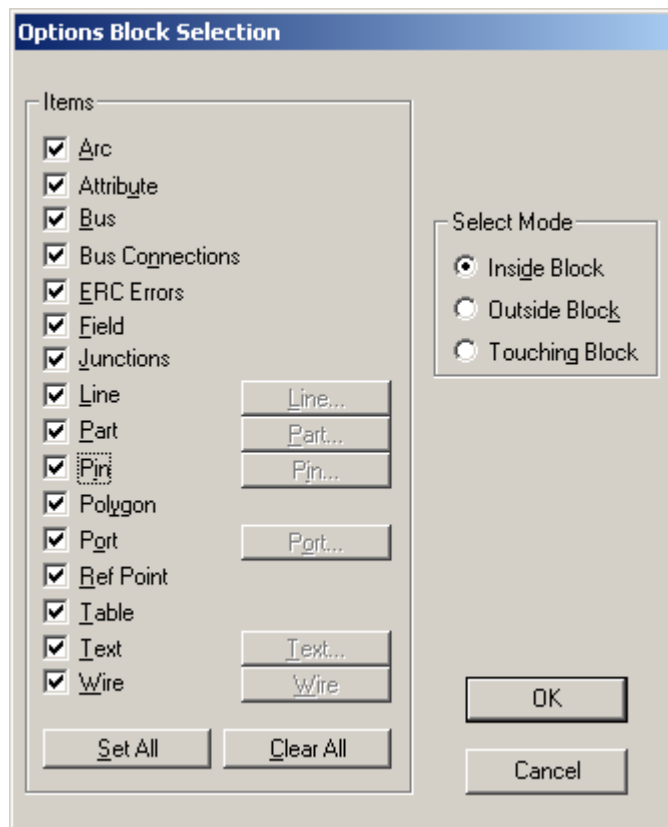 Options Block Selection
Items
Arc
Attribute
Bus
Bus Connections
ERC Errors
Field
Junctions
Line
Line...
Part
Part...
Pin
Pin...
Polygon
Port
Port...
Ref Point
Table
Text
Text...
Wire
Wire
Set All
Clear All
Select Mode
Inside Block
Outside Block
Touching Block
OK
Cancel